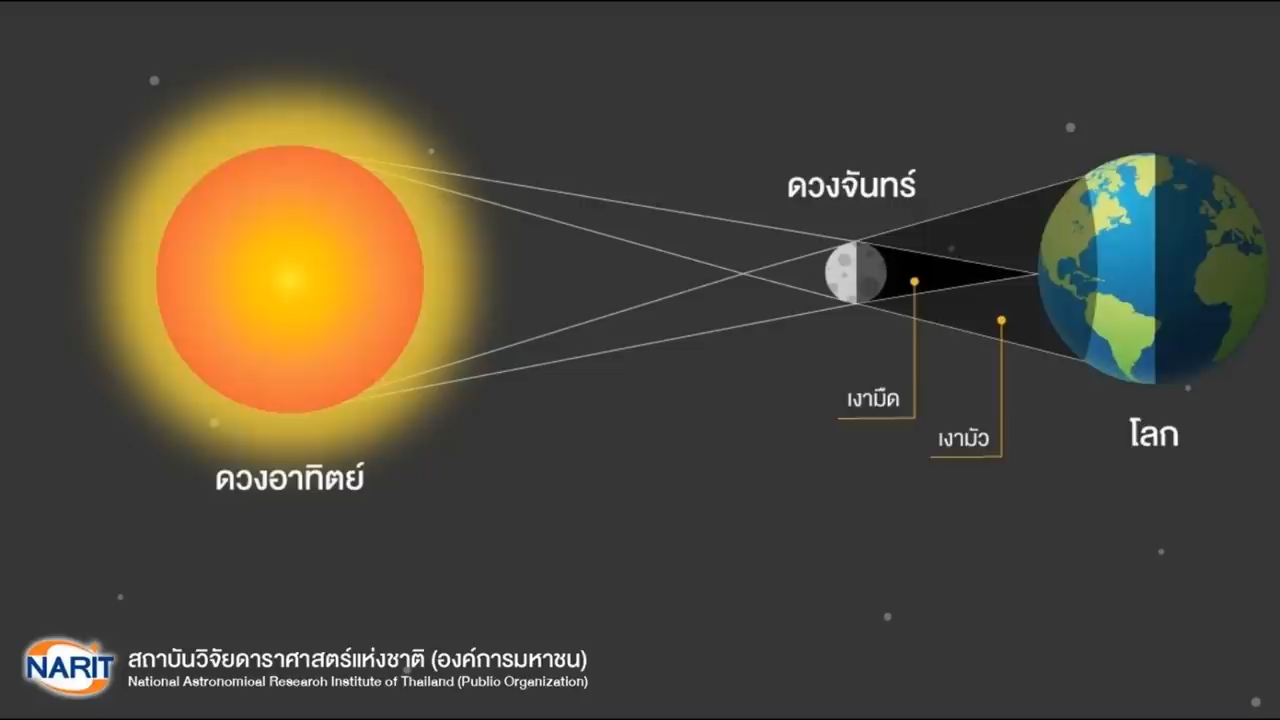 ดวงจันทร์
เงามืด
เงามัว
โลก
ดวงอาทิตย์
NARIT
สถาบันวิจัยดาราศาสตร์แห่งชาติ (องค์การมหาชน)
National Astronomical Research Institute of Thailand (Public Organization)